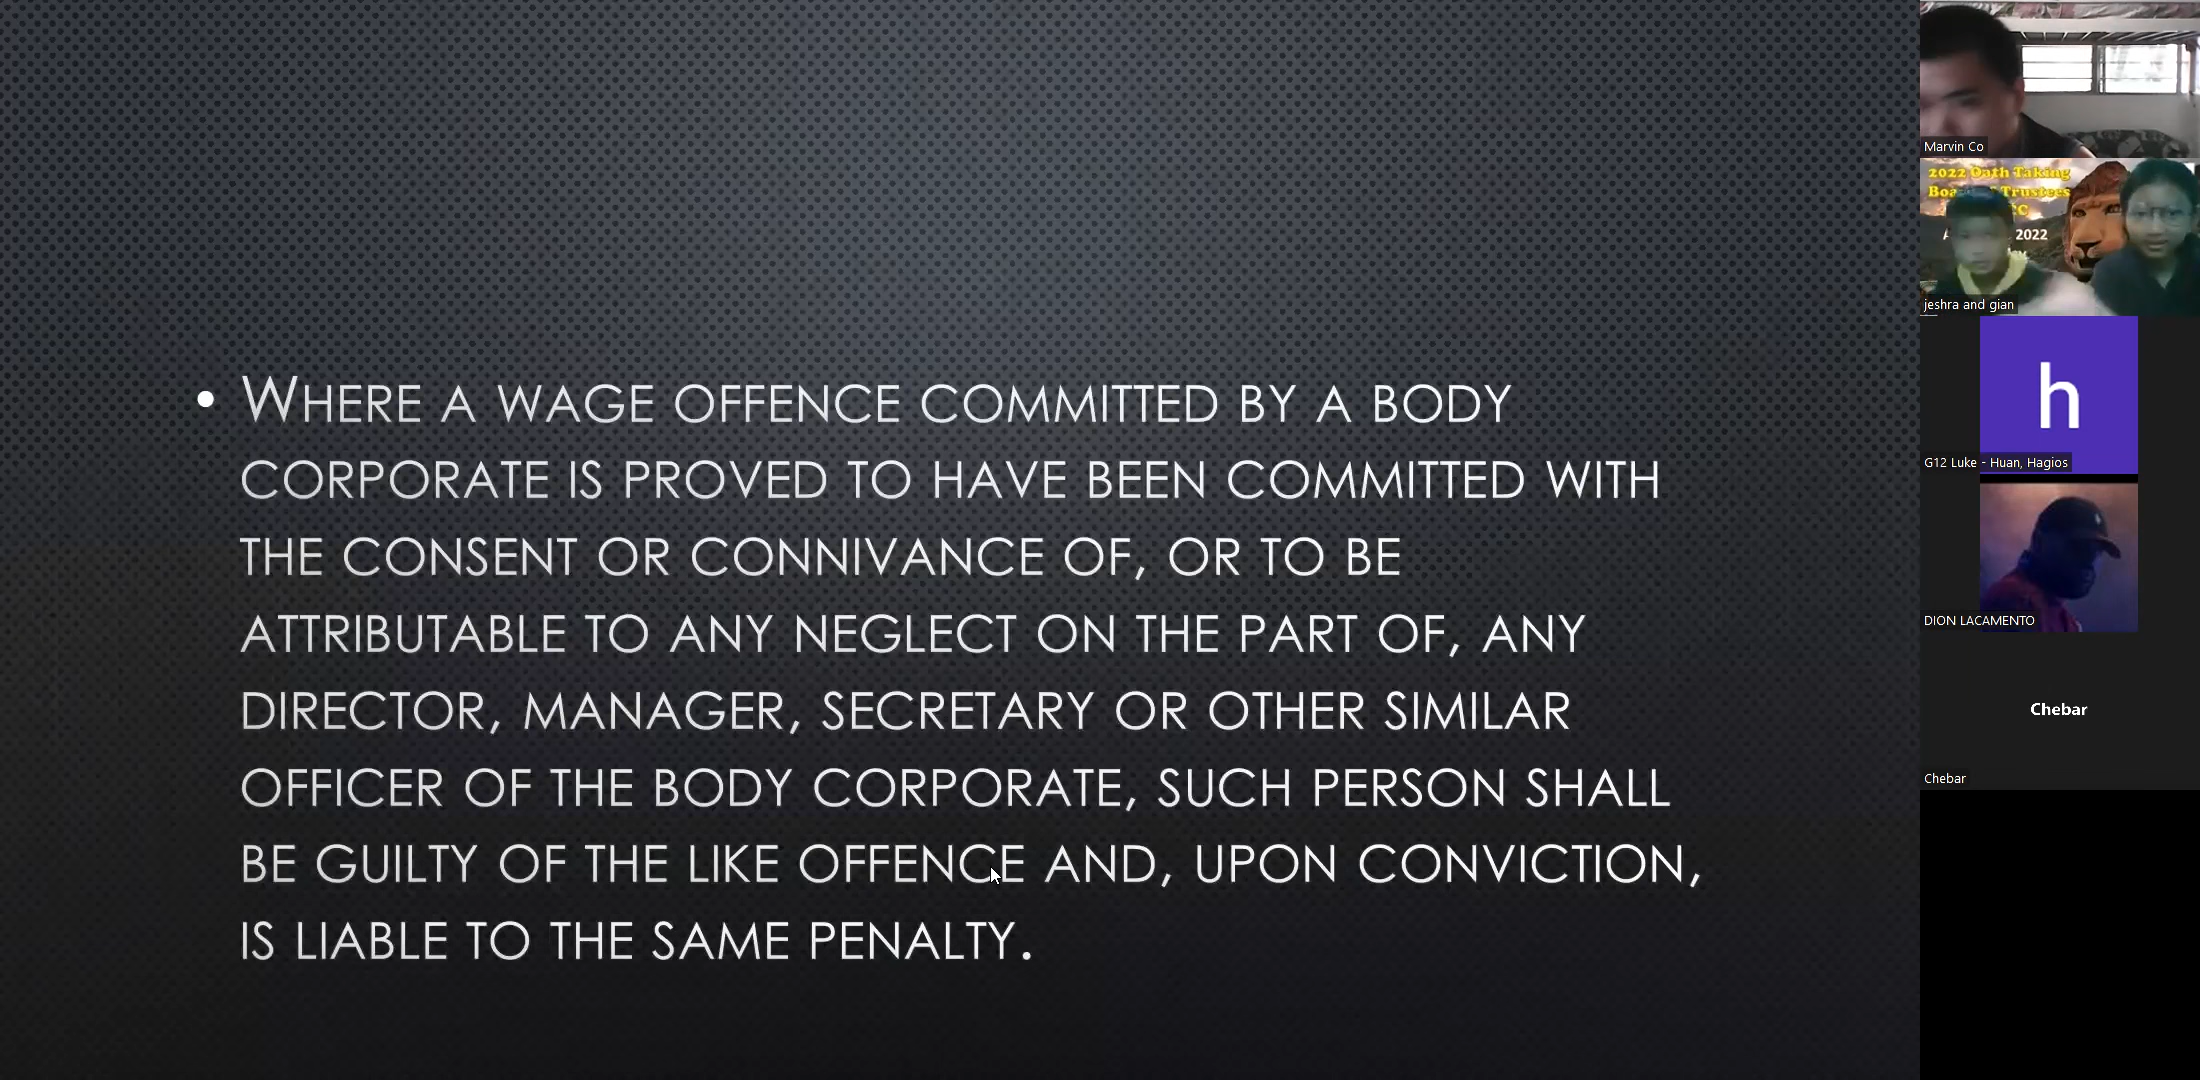 • WHERE A WAGE OFFENCE COMMITTED BY A BODY
CORPORATE IS PROVED TO HAVE BEEN COMMITTED WITH
THE CONSENT OR CONNIVANCE OF, OR TO BE
ATTRIBUTABLE TO ANY NEGLECT ON THE PART OF, ANY
DIRECTOR, MANAGER, SECRETARY OR OTHER SIMILAR
OFFICER OF THE BODY CORPORATE, SUCH PERSON SHALL
BE GUILTY OF THE LIKE OFFENCE AND, UPON CONVICTION,
IS LIABLE TO THE SAME PENALTY.
Marvin Co
2022 Oath Taking
Trustees
2022
jeshra and gian
h
G12 Luke - Huan, Hagios
DION LACAMENTO
Chebar
Chebar